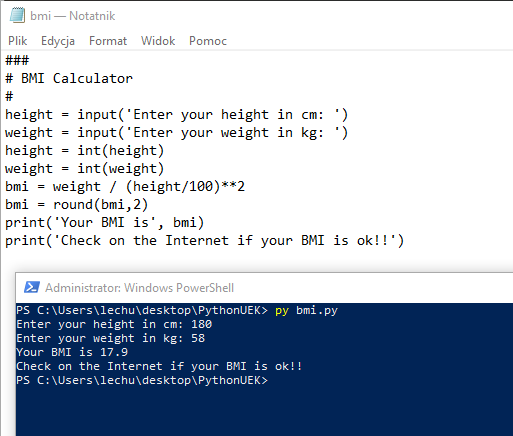 bmi — Notatnik
Plik Edycja Format Widok Pomoc
###
# BMI Calculator
#
height = input('Enter your height in cm: ')
weight = input('Enter your weight in kg: ')
height = int(height)
weight = int(weight)
bmi = weight / (height/100)**2
bmi = round(bmi,2)
print('Your BMI is', bmi)
print('Check on the Internet if your BMI is ok!!')
Administrator: Windows PowerShell
PS C:\Users\lechu\desktop\PythonUEK> py bmi.py
Enter your height in cm: 180
Enter your weight in kg: 58
Your BMI is 17.9
Check on the Internet if your BMI is ok!!
PS C:\Users\lechu\desktop\PythonUEK>